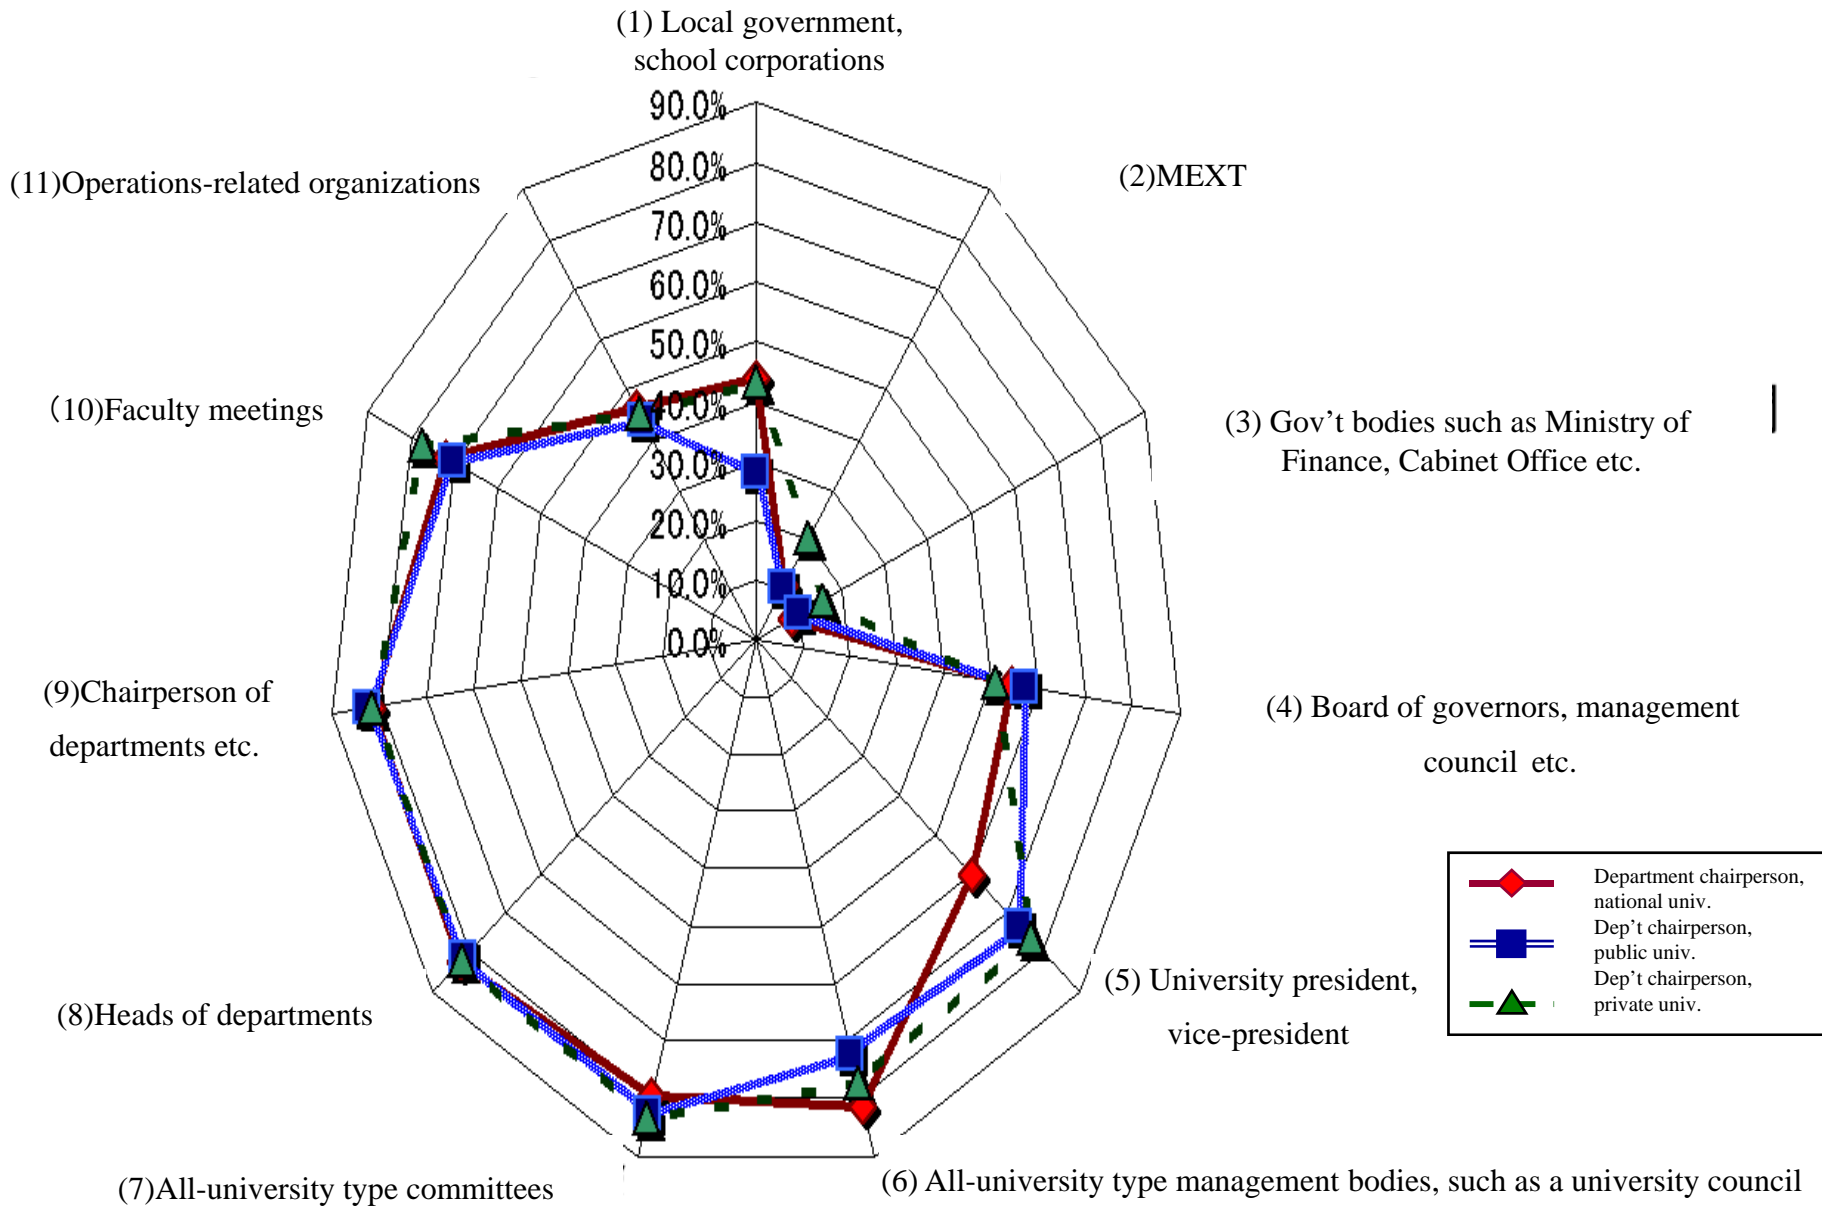 (1) Local government,
school corporations
90.0%
80.0%
70.0%
60.0%
50.0%
40.0%
30.0%
20.0%
10.0%
0.0%
(2)MEXT
(3) Gov’t bodies such as Ministry of
Finance, Cabinet Office etc.
(4) Board of governors, management
council etc.
(5) University president,
vice-president
(6) All-university type management bodies, such as a university council
(7)All-university type committees
(8)Heads of departments
(9)Chairperson of
departments etc.
(10)Faculty meetings
(11)Operations-related organizations
Department chairperson,
national univ.
Dep’t chairperson,
public univ.
Dep’t chairperson,
private univ.